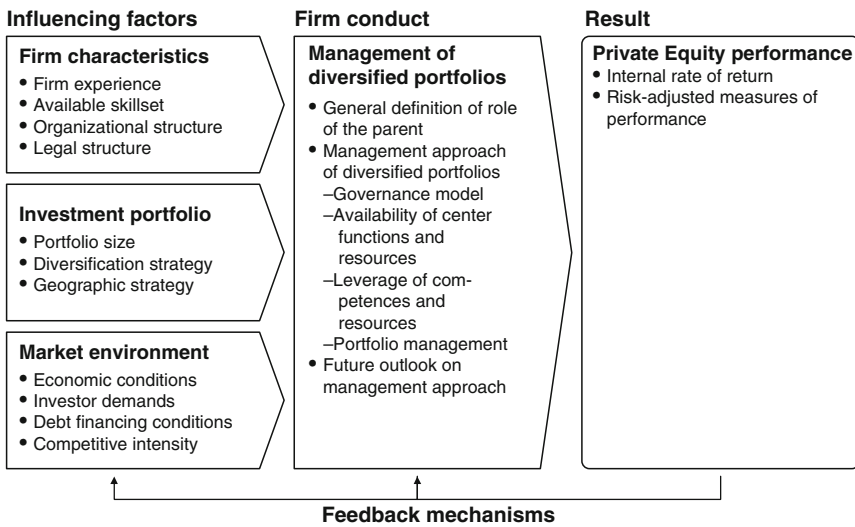 Influencing factors
Firm characteristics
• Firm experience
• Available skillset
• Organizational structure
• Legal structure
Investment portfolio
• Portfolio size
• Diversification strategy
• Geographic strategy
Market environment
• Economic conditions
• Investor demands
• Debt financing conditions
• Competitive intensity
Firm conduct
Management of
diversified portfolios
• General definition of role
of the parent
• Management approach
of diversified portfolios
–Governance model
–Availability of center
functions and
resources
–Leverage of com-
petences and
resources
–Portfolio management
• Future outlook on
management approach
Result
Private Equity performance
• Internal rate of return
• Risk-adjusted measures of
performance
Feedback mechanisms